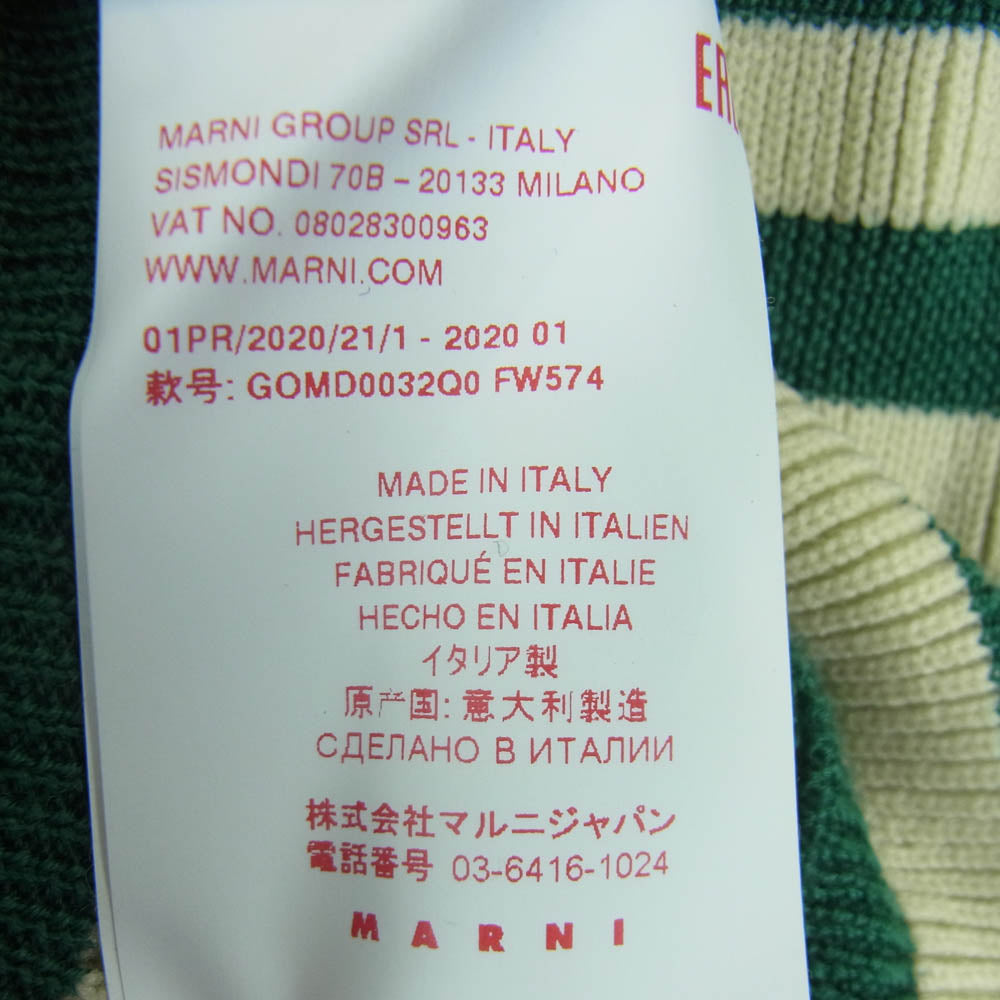 MARNI GROUP SRL - ITALY
SISMONDI 70B – 20133 MILANO
VAT NO. 08028300963
WWW.MARNI.COM
01PR/2020/21/1 - 2020 01
款号: GOMD0032Q0 FW574
MADE IN ITALY
HERGESTELLT IN ITALIEN
FABRIQUÉ EN ITALIE
HECHO EN ITALIA
イタリア製
原产国: 意大利製造
СДЕЛАНО В ИТАЛИИ
株式会社マルニジャパン
電話番号 03-6416-1024
MARNI